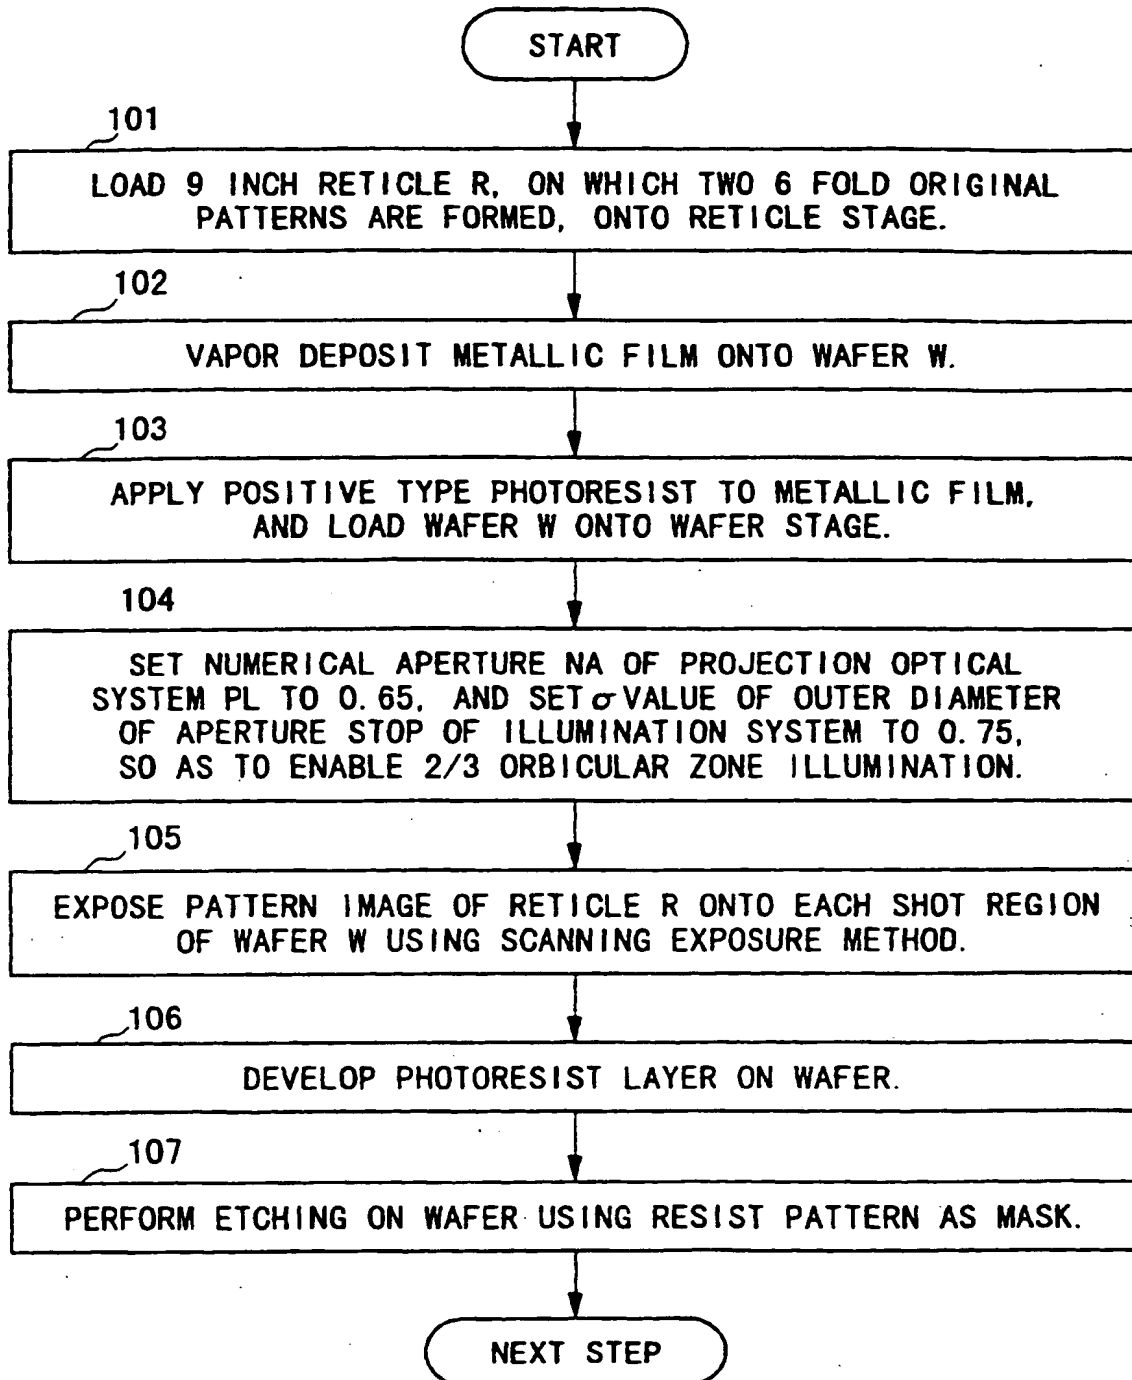 START
101
LOAD 9 INCH RETICLE R, ON WHICH TWO 6 FOLD ORIGINAL
PATTERNS ARE FORMED, ONTO RETICLE STAGE.
102
VAPOR DEPOSIT METALLIC FILM ONTO WAFER W.
103
APPLY POSITIVE TYPE PHOTORESIST TO METALLIC FILM,
AND LOAD WAFER W ONTO WAFER STAGE.
104
SET NUMERICAL APERTURE NA OF PROJECTION OPTICAL
SYSTEM PL TO 0.65, AND SET σ VALUE OF OUTER DIAMETER
OF APERTURE STOP OF ILLUMINATION SYSTEM TO 0.75,
SO AS TO ENABLE 2/3 ORBICULAR ZONE ILLUMINATION.
105
EXPOSE PATTERN IMAGE OF RETICLE R ONTO EACH SHOT REGION
OF WAFER W USING SCANNING EXPOSURE METHOD.
106
DEVELOP PHOTORESIST LAYER ON WAFER.
107
PERFORM ETCHING ON WAFER USING RESIST PATTERN AS MASK.
NEXT STEP